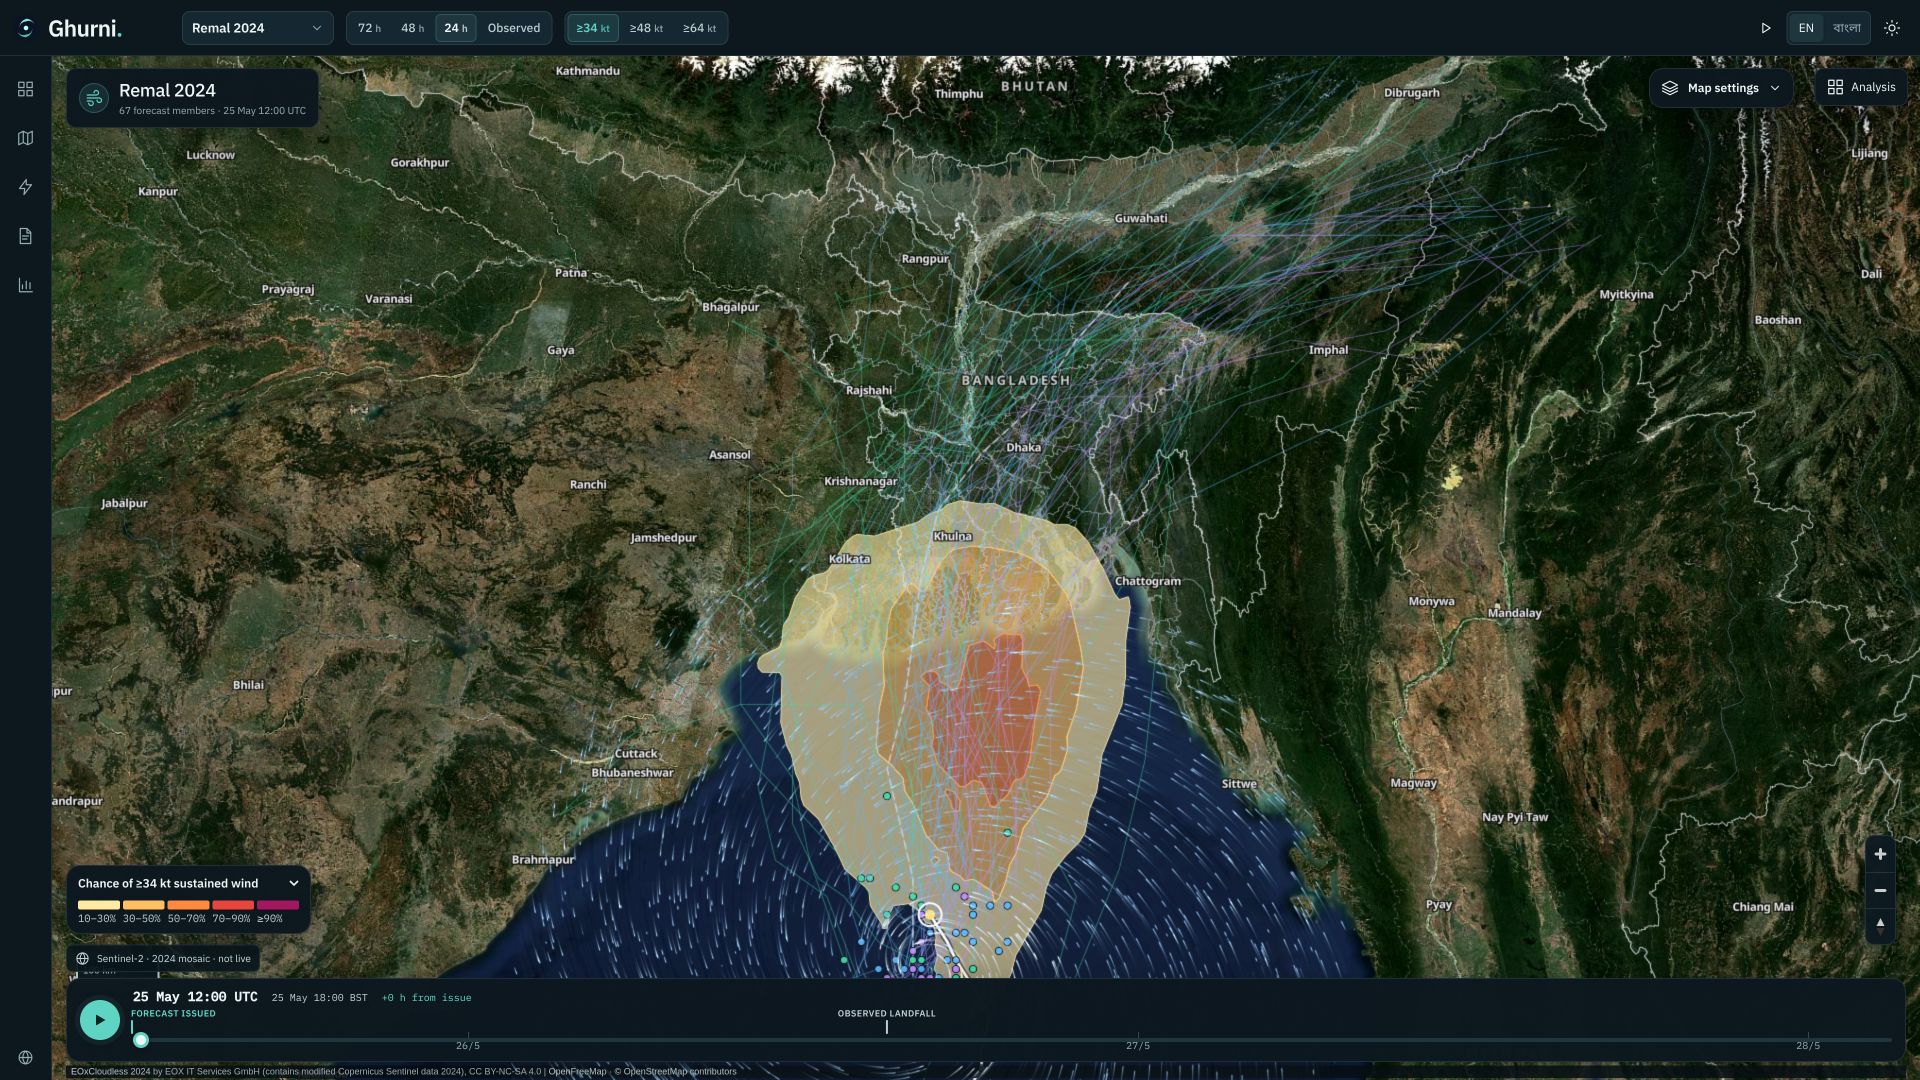 Ghurni.
Remal 2024
72 h 48 h 24 h Observed
≥34 kt ≥48 kt ≥64 kt
EN বাংলা
Remal 2024
67 forecast members · 25 May 12:00 UTC
Map settings
Analysis
Kathmandu
Thimphu
BHUTAN
Dibrugarh
Lucknow
Gorakhpur
Lijiang
Kanpur
Guwahati
Rangpur
Patna
Dali
Prayagraj
Varanasi
Bhagalpur
Myitkyina
Baoshan
Gaya
Imphal
BANGLADESH
Rajshahi
Dhaka
Asansol
Krishnanagar
Ranchi
Jabalpur
Khulna
Jamshedpur
Kolkata
Chattogram
Monywa
Mandalay
Bhilai
pur
Cuttack
Bhubaneshwar
Sittwe
Magway
andrapur
Nay Pyi Taw
Brahmapur
Pyay
Chiang Mai
Chance of ≥34 kt sustained wind
10–30% 30–50% 50–70% 70–90% ≥90%
Sentinel-2 · 2024 mosaic · not live
25 May 12:00 UTC 25 May 18:00 BST +0 h from issue
FORECAST ISSUED
OBSERVED LANDFALL
26/5 27/5 28/5
EOxCloudless 2024 by EOX IT Services GmbH (contains modified Copernicus Sentinel data 2024), CC BY-NC-SA 4.0 | OpenFreeMap · © OpenStreetMap contributors